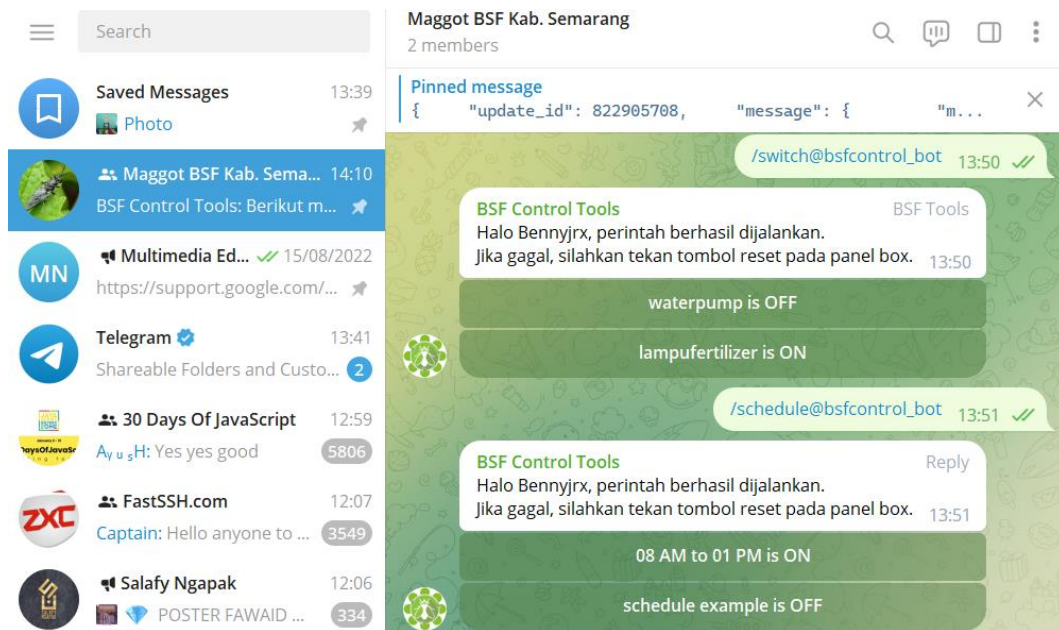 Search
Saved Messages 13:39
Photo
Maggot BSF Kab. Sema... 14:10
BSF Control Tools: Berikut m...
MN
Multimedia Ed... 15/08/2022
https://support.google.com/...
Telegram 13:41
Shareable Folders and Custo... 2
30 Days Of JavaScript 12:59
Ay u sH: Yes yes good 5806
ZXC
FastSSH.com 12:07
Captain: Hello anyone to ... 3549
Salafy Ngapak 12:06
POSTER FAWAID ... 334
Maggot BSF Kab. Semarang
2 members
Pinned message
{ "update_id": 822905708, "message": { "m...
/switch@bsfcontrol_bot 13:50
BSF Control Tools BSF Tools
Halo Bennyjrx, perintah berhasil dijalankan.
Jika gagal, silahkan tekan tombol reset pada panel box. 13:50
waterpump is OFF
lampufertilizer is ON
/schedule@bsfcontrol_bot 13:51
BSF Control Tools Reply
Halo Bennyjrx, perintah berhasil dijalankan.
Jika gagal, silahkan tekan tombol reset pada panel box. 13:51
08 AM to 01 PM is ON
schedule example is OFF